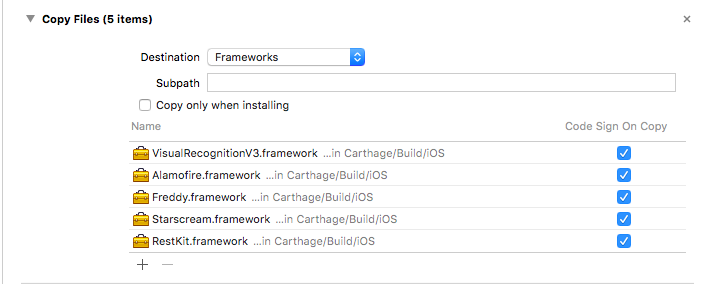 Copy Files (5 items)
Destination Frameworks
Subpath
Copy only when installing
Name Code Sign On Copy
VisualRecognitionV3.framework ...in Carthage/Build/iOS
Alamofire.framework ...in Carthage/Build/iOS
Freddy.framework ...in Carthage/Build/iOS
Starscream.framework ...in Carthage/Build/iOS
RestKit.framework ...in Carthage/Build/iOS